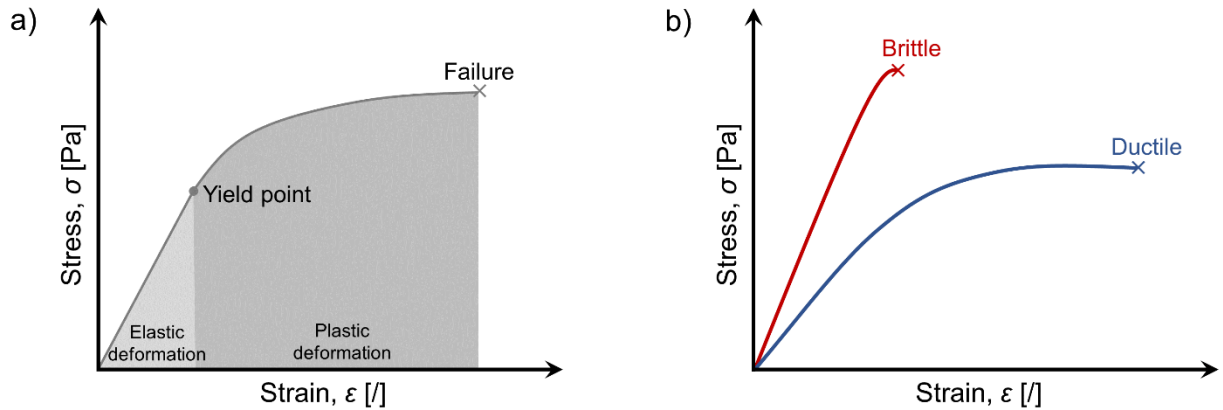 a)
Failure
Stress, σ [Pa]
Yield point
Elastic
deformation
Plastic
deformation
Strain, ε [/]
b)
Brittle
Ductile
Stress, σ [Pa]
Strain, ε [/]